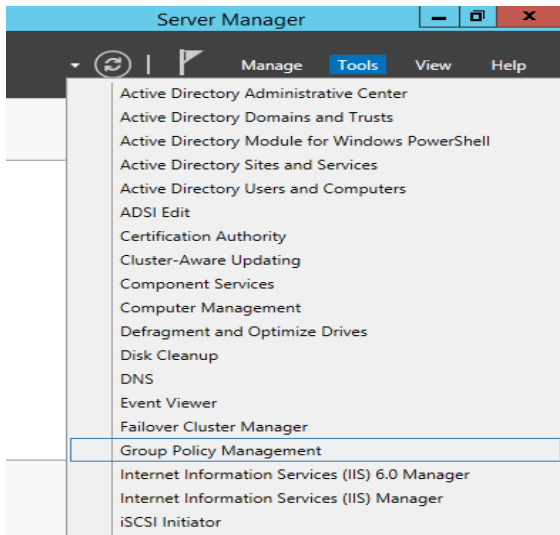 Server Manager
Manage Tools View Help
Active Directory Administrative Center
Active Directory Domains and Trusts
Active Directory Module for Windows PowerShell
Active Directory Sites and Services
Active Directory Users and Computers
ADSI Edit
Certification Authority
Cluster-Aware Updating
Component Services
Computer Management
Defragment and Optimize Drives
Disk Cleanup
DNS
Event Viewer
Failover Cluster Manager
Group Policy Management
Internet Information Services (IIS) 6.0 Manager
Internet Information Services (IIS) Manager
iSCSI Initiator